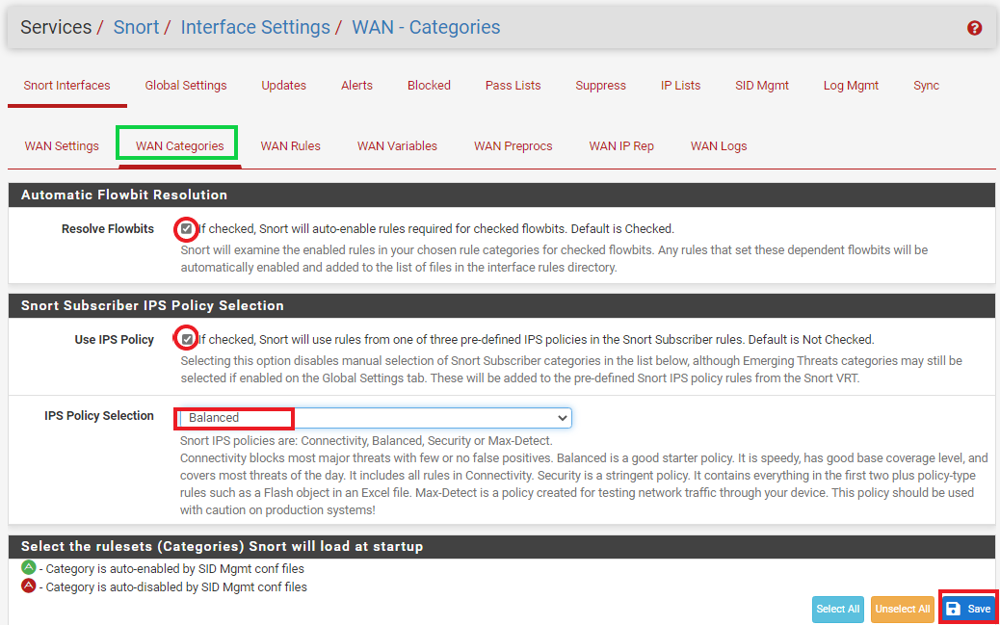 Services / Snort / Interface Settings / WAN - Categories ?
Snort Interfaces Global Settings Updates Alerts Blocked Pass Lists Suppress IP Lists SID Mgmt Log Mgmt Sync
WAN Settings WAN Categories WAN Rules WAN Variables WAN Preprocs WAN IP Rep WAN Logs
Automatic Flowbit Resolution
Resolve Flowbits If checked, Snort will auto-enable rules required for checked flowbits. Default is Checked.
Snort will examine the enabled rules in your chosen rule categories for checked flowbits. Any rules that set these dependent flowbits will be
automatically enabled and added to the list of files in the interface rules directory.
Snort Subscriber IPS Policy Selection
Use IPS Policy If checked, Snort will use rules from one of three pre-defined IPS policies in the Snort Subscriber rules. Default is Not Checked.
Selecting this option disables manual selection of Snort Subscriber categories in the list below, although Emerging Threats categories may still be
selected if enabled on the Global Settings tab. These will be added to the pre-defined Snort IPS policy rules from the Snort VRT.
IPS Policy Selection Balanced
Snort IPS policies are: Connectivity, Balanced, Security or Max-Detect.
Connectivity blocks most major threats with few or no false positives. Balanced is a good starter policy. It is speedy, has good base coverage level, and
covers most threats of the day. It includes all rules in Connectivity. Security is a stringent policy. It contains everything in the first two plus policy-type
rules such as a Flash object in an Excel file. Max-Detect is a policy created for testing network traffic through your device. This policy should be used
with caution on production systems!
Select the rulesets (Categories) Snort will load at startup
A - Category is auto-enabled by SID Mgmt conf files
A - Category is auto-disabled by SID Mgmt conf files
Select All Unselect All Save